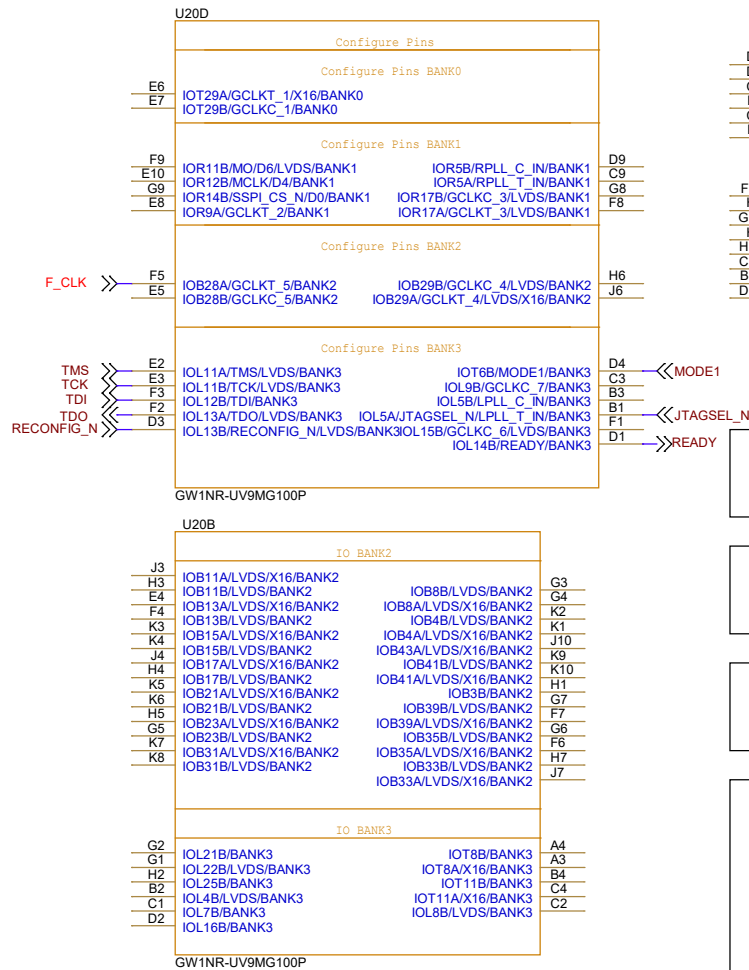 U20D
Configure Pins
Configure Pins BANK0
E6 IOT29A/GCLKT_1/X16/BANK0
E7 IOT29B/GCLKC_1/BANK0
Configure Pins BANK1
F9 IOR11B/MO/D6/LVDS/BANK1 IOR5B/RPLL_C_IN/BANK1 D9
E10 IOR12B/MCLK/D4/BANK1 IOR5A/RPLL_T_IN/BANK1 C9
G9 IOR14B/SSPI_CS_N/D0/BANK1 IOR17B/GCLKC_3/LVDS/BANK1 G8
E8 IOR9A/GCLKT_2/BANK1 IOR17A/GCLKT_3/LVDS/BANK1 F8
Configure Pins BANK2
F_CLK F5 IOB28A/GCLKT_5/BANK2 IOB29B/GCLKC_4/LVDS/BANK2 H6
E5 IOB28B/GCLKC_5/BANK2 IOB29A/GCLKT_4/LVDS/X16/BANK2 J6
Configure Pins BANK3
TMS E2 IOL11A/TMS/LVDS/BANK3 IOT6B/MODE1/BANK3 D4 MODE1
TCK E3 IOL11B/TCK/LVDS/BANK3 IOL9B/GCLKC_7/BANK3 C3
TDI F3 IOL12B/TDI/BANK3 IOL5B/LPLL_C_IN/BANK3 B3
TDO F2 IOL13A/TDO/LVDS/BANK3 IOL5A/JTAGSEL_N/LPLL_T_IN/BANK3 B1 JTAGSEL_N
RECONFIG_N D3 IOL13B/RECONFIG_N/LVDS/BANK3 IOL15B/GCLKC_6/LVDS/BANK3 F1
IOL14B/READY/BANK3 D1 READY
GW1NR-UV9MG100P
U20B
IO BANK2
J3 IOB11A/LVDS/X16/BANK2
H3 IOB11B/LVDS/BANK2 IOB8B/LVDS/BANK2 G3
E4 IOB13A/LVDS/X16/BANK2 IOB8A/LVDS/X16/BANK2 G4
F4 IOB13B/LVDS/BANK2 IOB4B/LVDS/BANK2 K2
K3 IOB15A/LVDS/X16/BANK2 IOB4A/LVDS/X16/BANK2 K1
K4 IOB15B/LVDS/BANK2 IOB43A/LVDS/X16/BANK2 J10
J4 IOB17A/LVDS/X16/BANK2 IOB41B/LVDS/BANK2 K9
H4 IOB17B/LVDS/BANK2 IOB41A/LVDS/X16/BANK2 K10
K5 IOB21A/LVDS/X16/BANK2 IOB3B/BANK2 H1
K6 IOB21B/LVDS/BANK2 IOB39B/LVDS/BANK2 G7
H5 IOB23A/LVDS/X16/BANK2 IOB39A/LVDS/X16/BANK2 F7
G5 IOB23B/LVDS/BANK2 IOB35B/LVDS/BANK2 G6
K7 IOB31A/LVDS/X16/BANK2 IOB35A/LVDS/X16/BANK2 F6
K8 IOB31B/LVDS/BANK2 IOB33B/LVDS/BANK2 H7
IOB33A/LVDS/X16/BANK2 J7
IO BANK3
G2 IOL21B/BANK3 IOT8B/BANK3 A4
G1 IOL22B/LVDS/BANK3 IOT8A/X16/BANK3 A3
H2 IOL25B/BANK3 IOT11B/BANK3 B4
B2 IOL4B/LVDS/BANK3 IOT11A/X16/BANK3 C4
C1 IOL7B/BANK3 IOL8B/LVDS/BANK3 C2
D2 IOL16B/BANK3
GW1NR-UV9MG100P